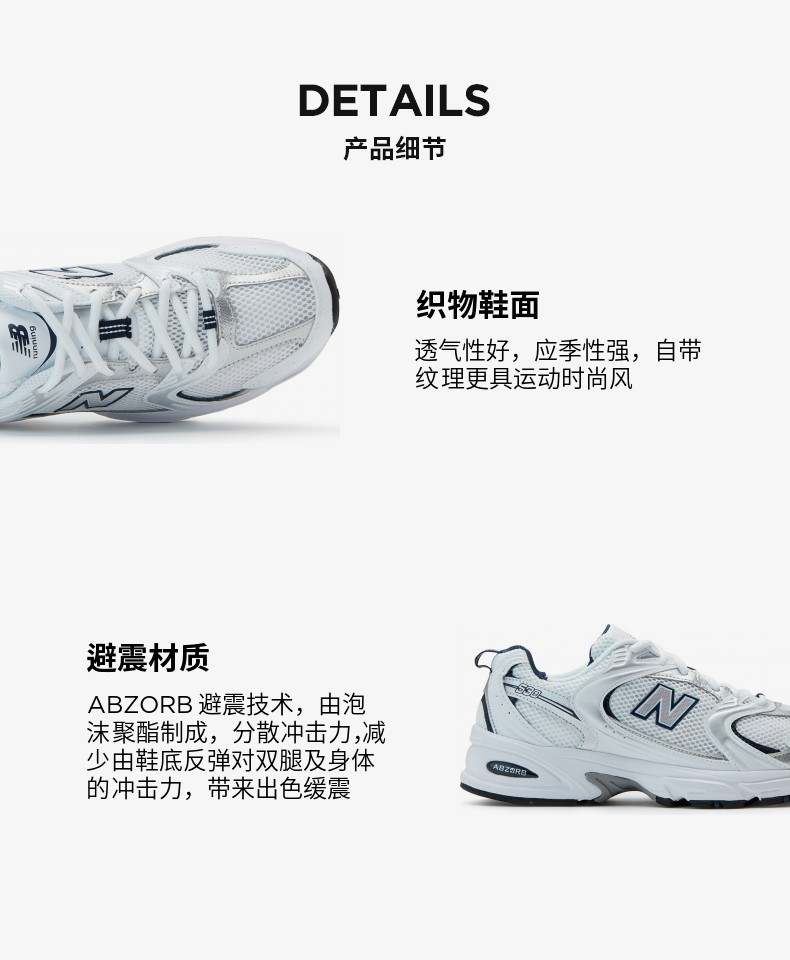 DETAILS
产品细节
running
N
织物鞋面
透气性好，应季性强，自带
纹理更具运动时尚风
避震材质
ABZORB 避震技术，由泡
沫聚酯制成，分散冲击力,减
少由鞋底反弹对双腿及身体
的冲击力，带来出色缓震
530
N
ABZORB